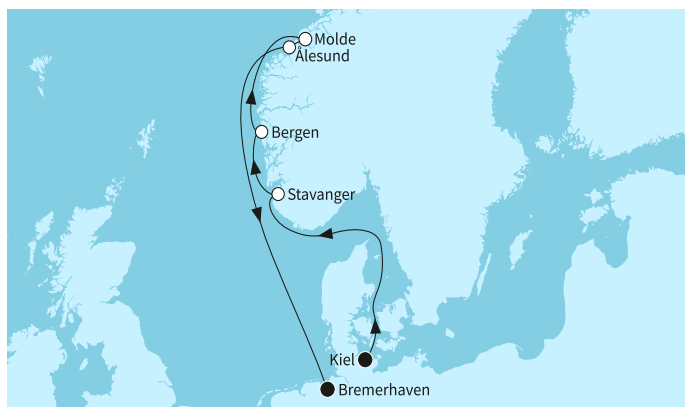 Molde
Ålesund
Bergen
Stavanger
Kiel
Bremerhaven